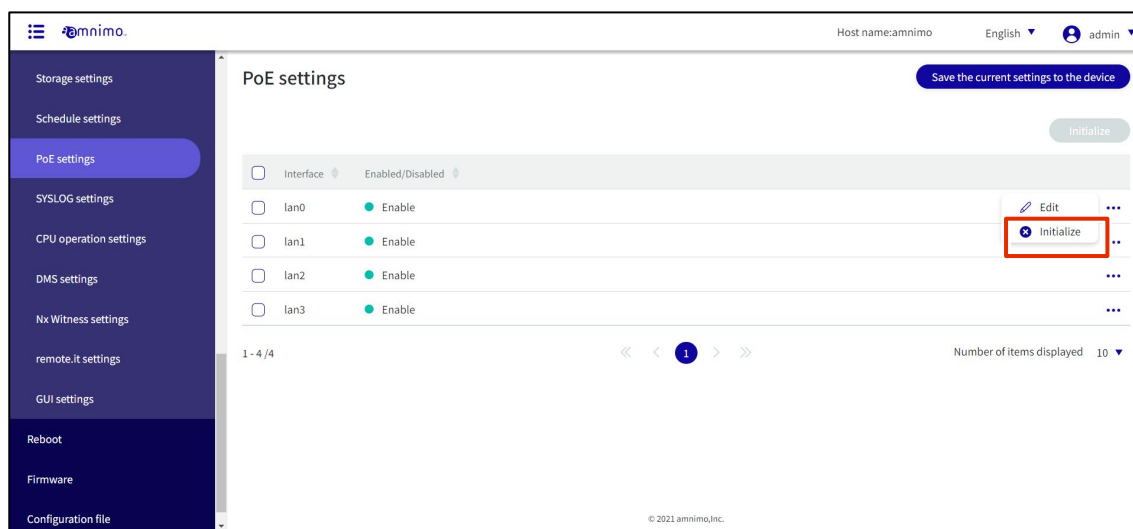 amnimo.
Host name:amnimo
English
admin
Storage settings
Schedule settings
PoE settings
SYSLOG settings
CPU operation settings
DMS settings
Nx Witness settings
remote.it settings
GUI settings
Reboot
Firmware
Configuration file
PoE settings
Save the current settings to the device
Initialize
Interface Enabled/Disabled
lan0 Enable
Edit
lan1 Enable
Initialize
lan2 Enable
lan3 Enable
1 - 4 /4
1
Number of items displayed 10
© 2021 amnimo,Inc.